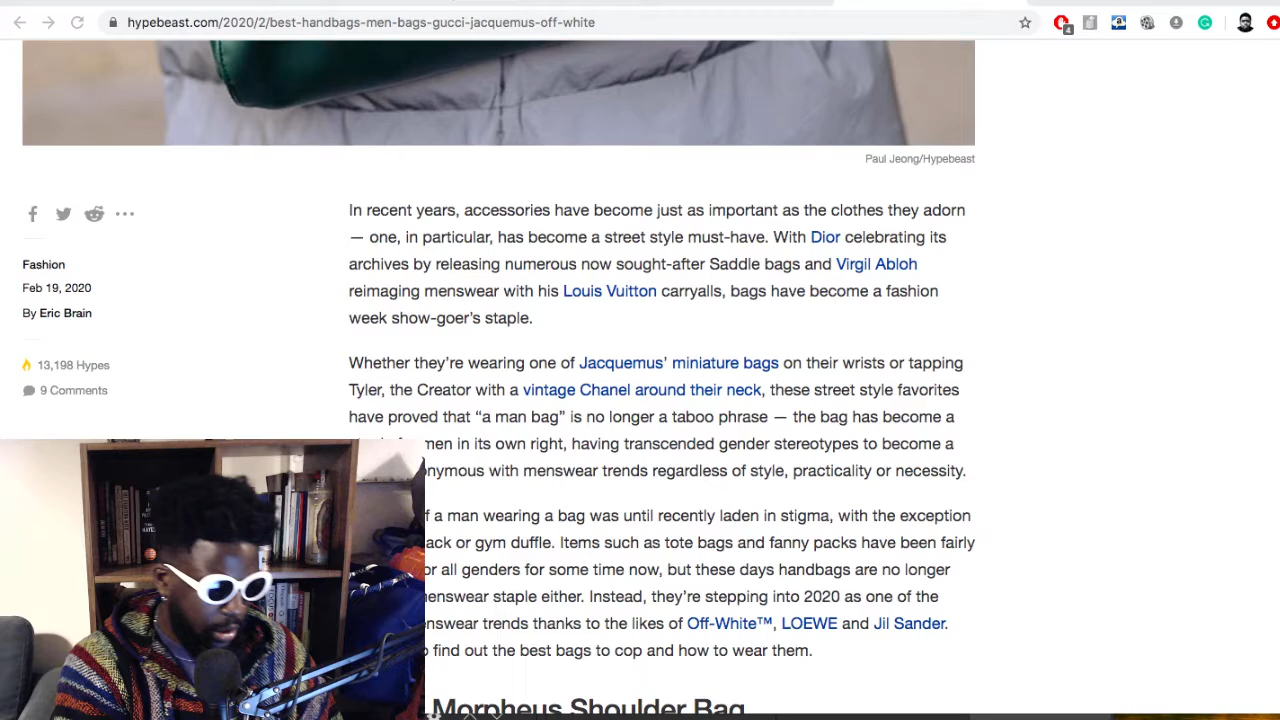 hypebeast.com/2020/2/best-handbags-men-bags-gucci-jacquemus-off-white
4
Paul Jeong/Hypebeast
In recent years, accessories have become just as important as the clothes they adorn
— one, in particular, has become a street style must-have. With Dior celebrating its
archives by releasing numerous now sought-after Saddle bags and Virgil Abloh
reimaging menswear with his Louis Vuitton carryalls, bags have become a fashion
week show-goer's staple.
Fashion
Feb 19, 2020
By Eric Brain
13,198 Hypes
9 Comments
Whether they're wearing one of Jacquemus' miniature bags on their wrists or tapping
Tyler, the Creator with a vintage Chanel around their neck, these street style favorites
have proved that “a man bag” is no longer a taboo phrase — the bag has become a
men in its own right, having transcended gender stereotypes to become a
onymous with menswear trends regardless of style, practicality or necessity.
f a man wearing a bag was until recently laden in stigma, with the exception
ack or gym duffle. Items such as tote bags and fanny packs have been fairly
or all genders for some time now, but these days handbags are no longer
enswear staple either. Instead, they're stepping into 2020 as one of the
nswear trends thanks to the likes of Off-White™, LOEWE and Jil Sander.
o find out the best bags to cop and how to wear them.
Morpheus Shoulder Bag